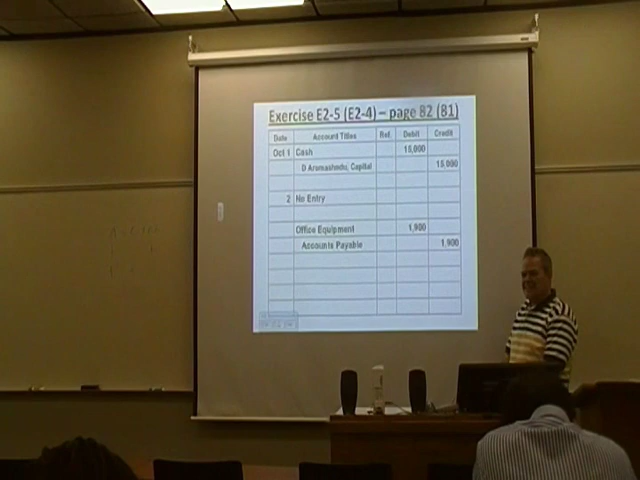 Exercise E2-5 (E2-4) – page 82 (81)
Date Account Titles Ref Debit Credit
Oct 1 Cash 15,000
D Arumashedu, Capital 15,000
2 No Entry
Office Equipment 1,900
Accounts Payable 1,900